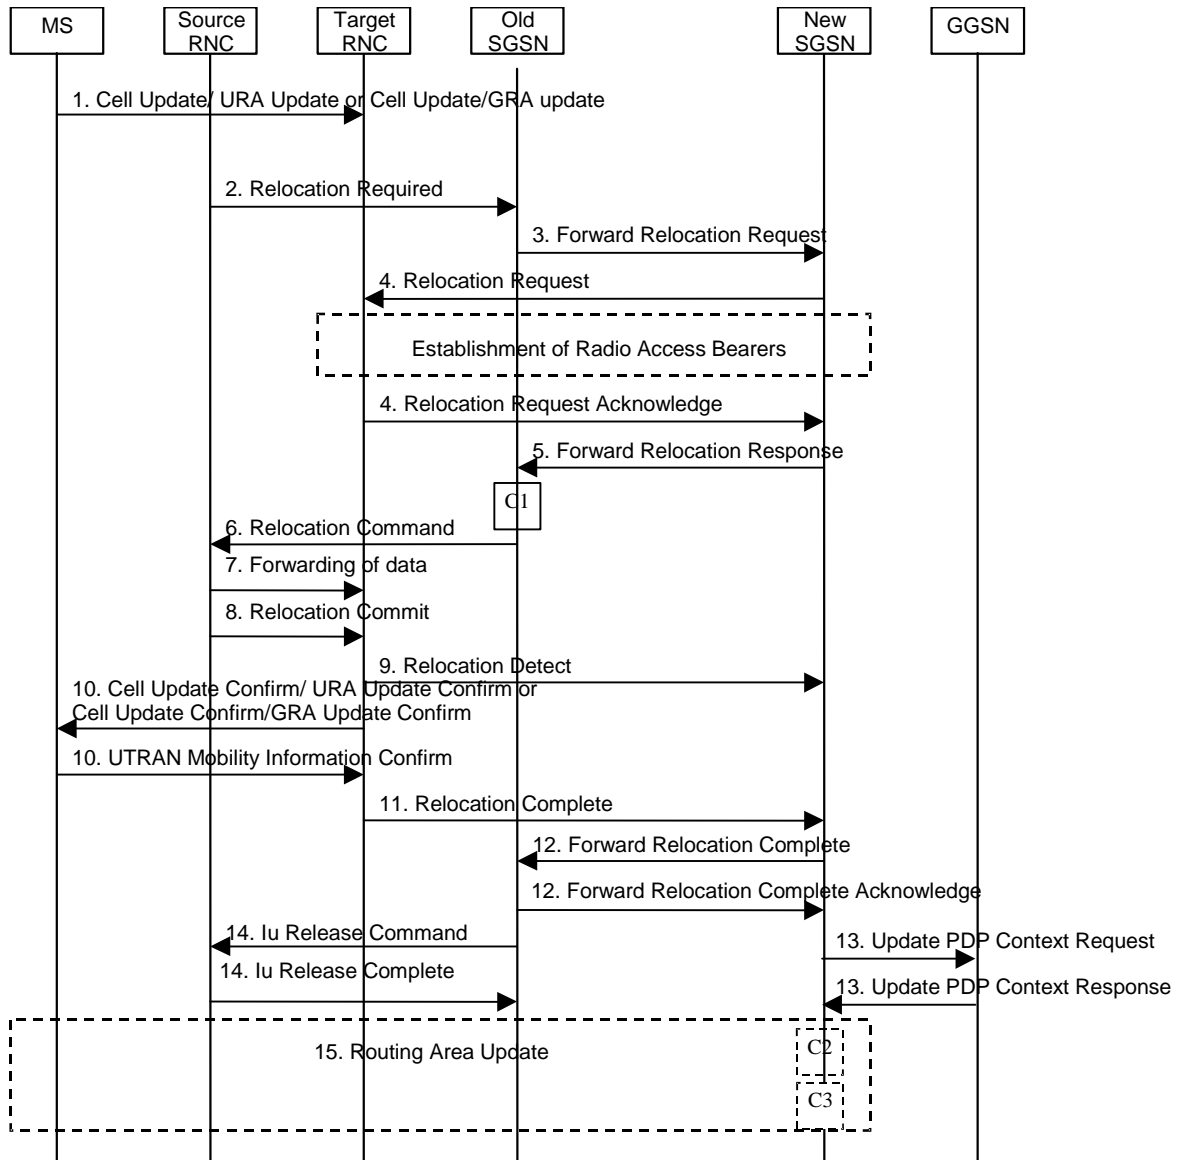 MS
Source
RNC
Target
RNC
Old
SGSN
New
SGSN
GGSN
1. Cell Update/ URA Update or Cell Update/GRA update
2. Relocation Required
3. Forward Relocation Request
4. Relocation Request
Establishment of Radio Access Bearers
4. Relocation Request Acknowledge
5. Forward Relocation Response
C1
6. Relocation Command
7. Forwarding of data
8. Relocation Commit
9. Relocation Detect
10. Cell Update Confirm/ URA Update Confirm or
Cell Update Confirm/GRA Update Confirm
10. UTRAN Mobility Information Confirm
11. Relocation Complete
12. Forward Relocation Complete
12. Forward Relocation Complete Acknowledge
14. Iu Release Command
13. Update PDP Context Request
14. Iu Release Complete
13. Update PDP Context Response
15. Routing Area Update
C2
C3